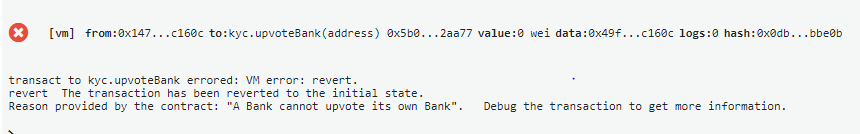 [vm] from:0x147...c160c to:kyc.upvoteBank(address) 0x5b0...2aa77 value:0 wei data:0x49f...c160c logs:0 hash:0x0db...bbe0b
transact to kyc.upvoteBank errored: VM error: revert.
revert The transaction has been reverted to the initial state.
Reason provided by the contract: "A Bank cannot upvote its own Bank". Debug the transaction to get more information.